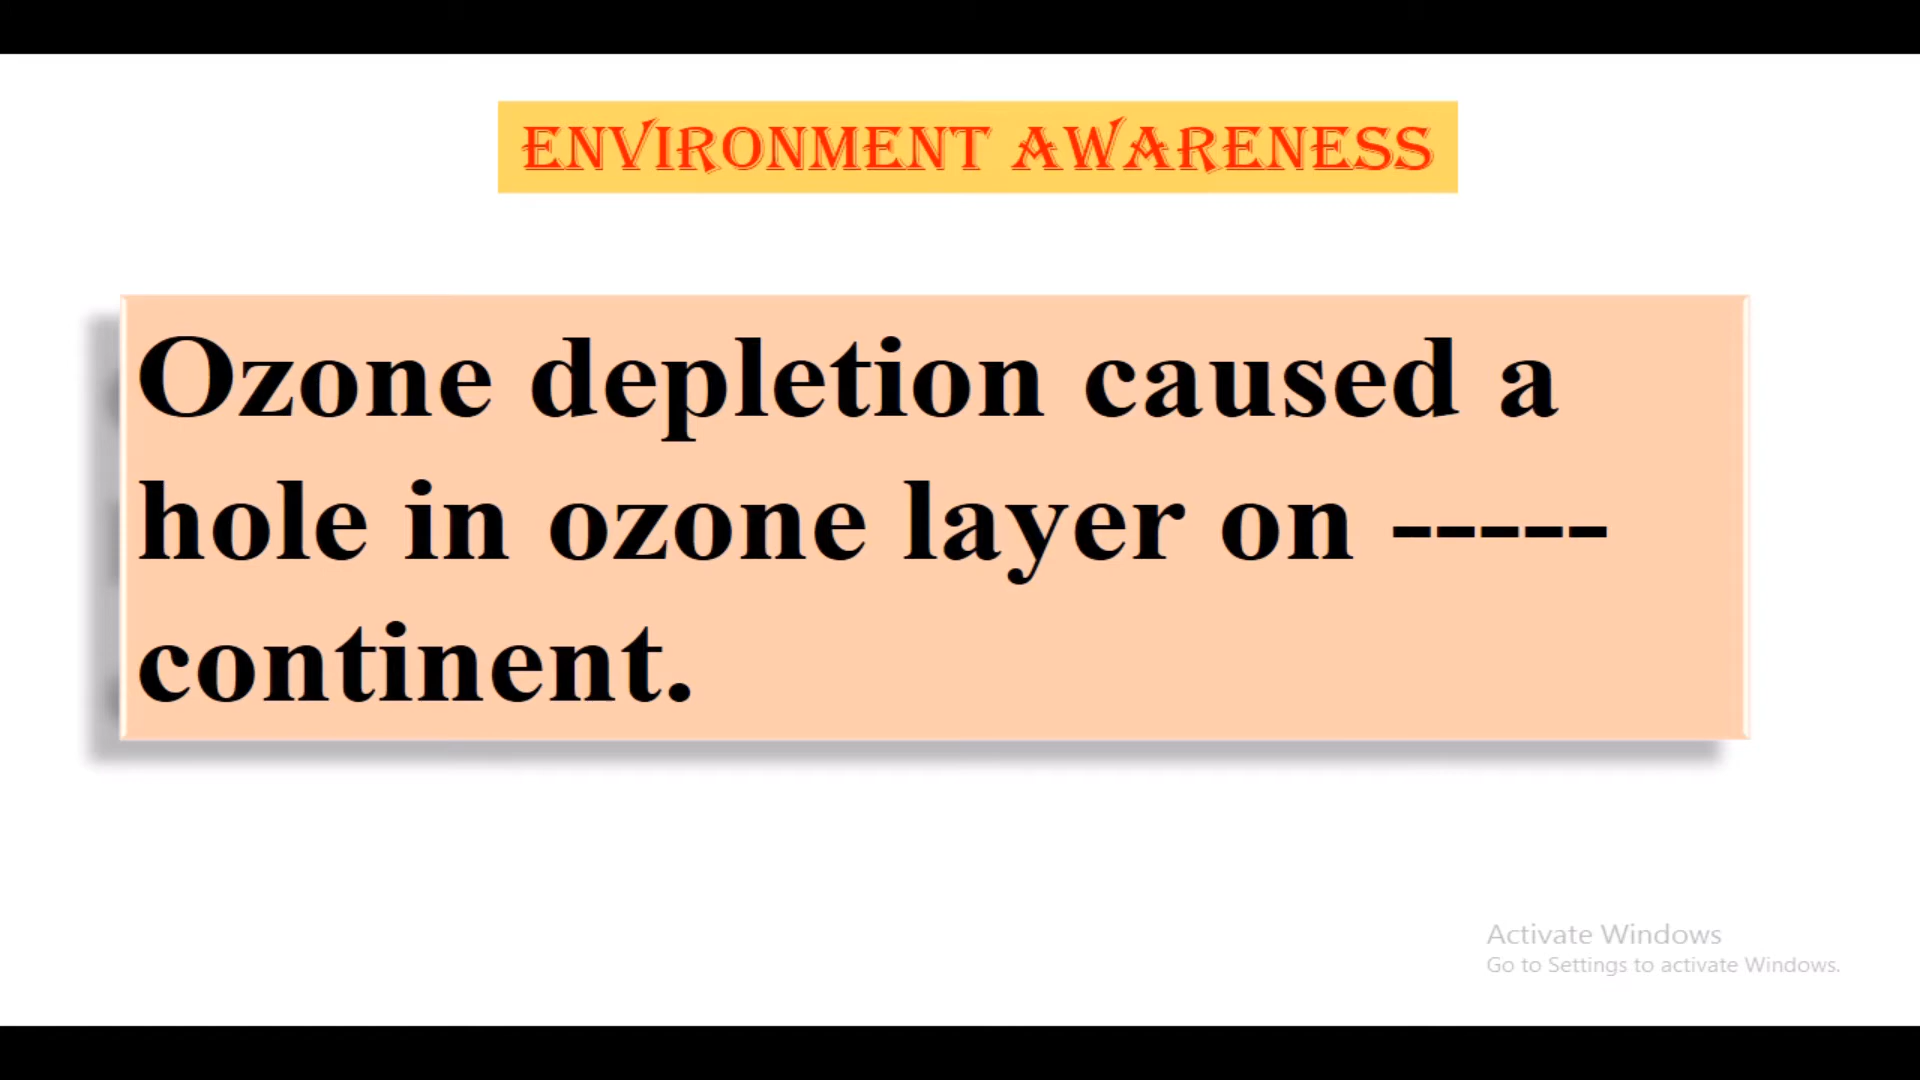 ENVIRONMENT AWARENESS
Ozone depletion caused a
hole in ozone layer on -----
continent.
Activate Windows
Go to Settings to activate Windows.